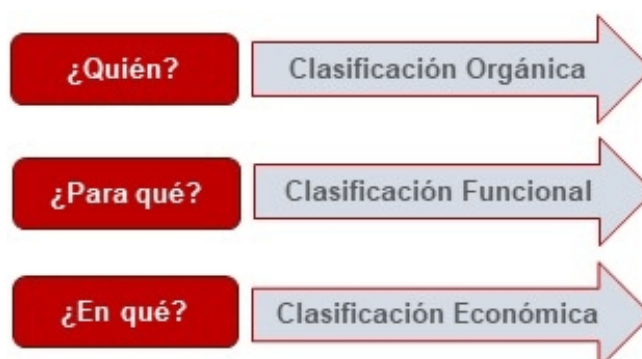 ¿Quién? Clasificación Orgánica
¿Para qué? Clasificación Funcional
¿En qué? Clasificación Económica